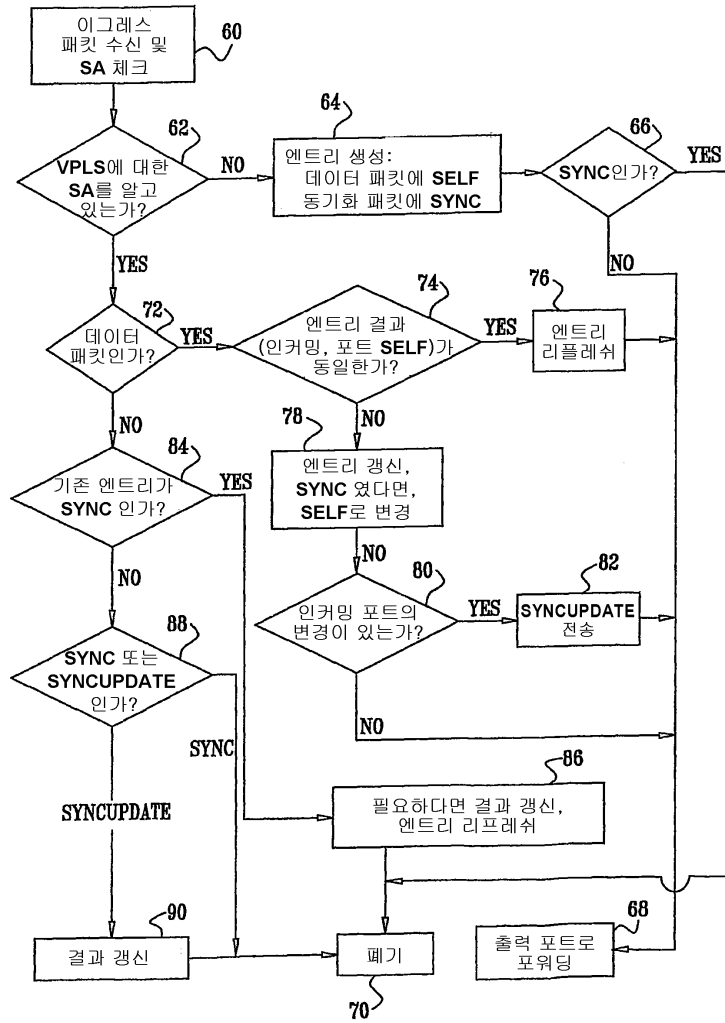 이그레스
패킷 수신 및
SA 체크
60
VPLS에 대한
SA를 알고
있는가?
62
NO
엔트리 생성:
데이터 패킷에 SELF
동기화 패킷에 SYNC
64
SYNC인가?
66
YES
NO
YES
데이터
패킷인가?
72
YES
엔트리 결과
(인커밍, 포트 SELF)가
동일한가?
74
YES
엔트리
리플레쉬
76
NO
NO
엔트리 갱신,
SYNC 였다면,
SELF로 변경
78
기존 엔트리가
SYNC 인가?
84
YES
NO
NO
인커밍 포트의
변경이 있는가?
80
YES
SYNCUPDATE
전송
82
NO
SYNC 또는
SYNCUPDATE
인가?
88
SYNC
SYNCUPDATE
필요하다면 결과 갱신,
엔트리 리프레쉬
86
결과 갱신
90
폐기
70
출력 포트로
포워딩
68